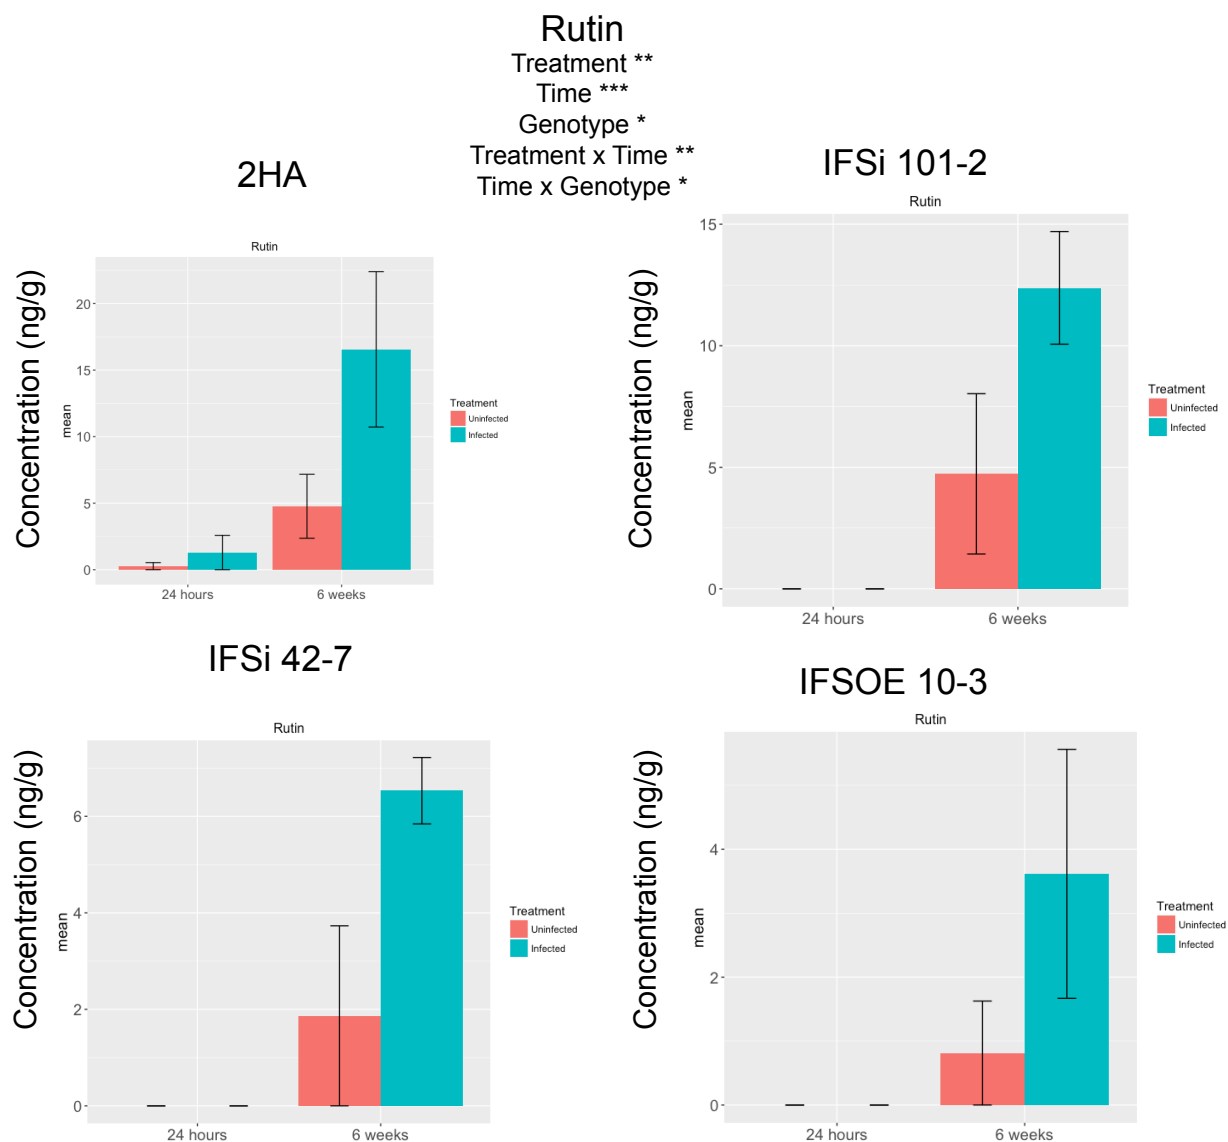 Rutin
Treatment **
Time ***
Genotype *
Treatment x Time **
Time x Genotype *
2HA
Rutin
Concentration (ng/g)
mean
20
15
10
5
0
24 hours
6 weeks
Treatment
Uninfected
Infected
IFSi 101-2
Rutin
Concentration (ng/g)
mean
15
10
5
0
24 hours
6 weeks
Treatment
Uninfected
Infected
IFSi 42-7
Rutin
Concentration (ng/g)
mean
6
4
2
0
24 hours
6 weeks
Treatment
Uninfected
Infected
IFSOE 10-3
Rutin
Concentration (ng/g)
mean
4
2
0
24 hours
6 weeks
Treatment
Uninfected
Infected